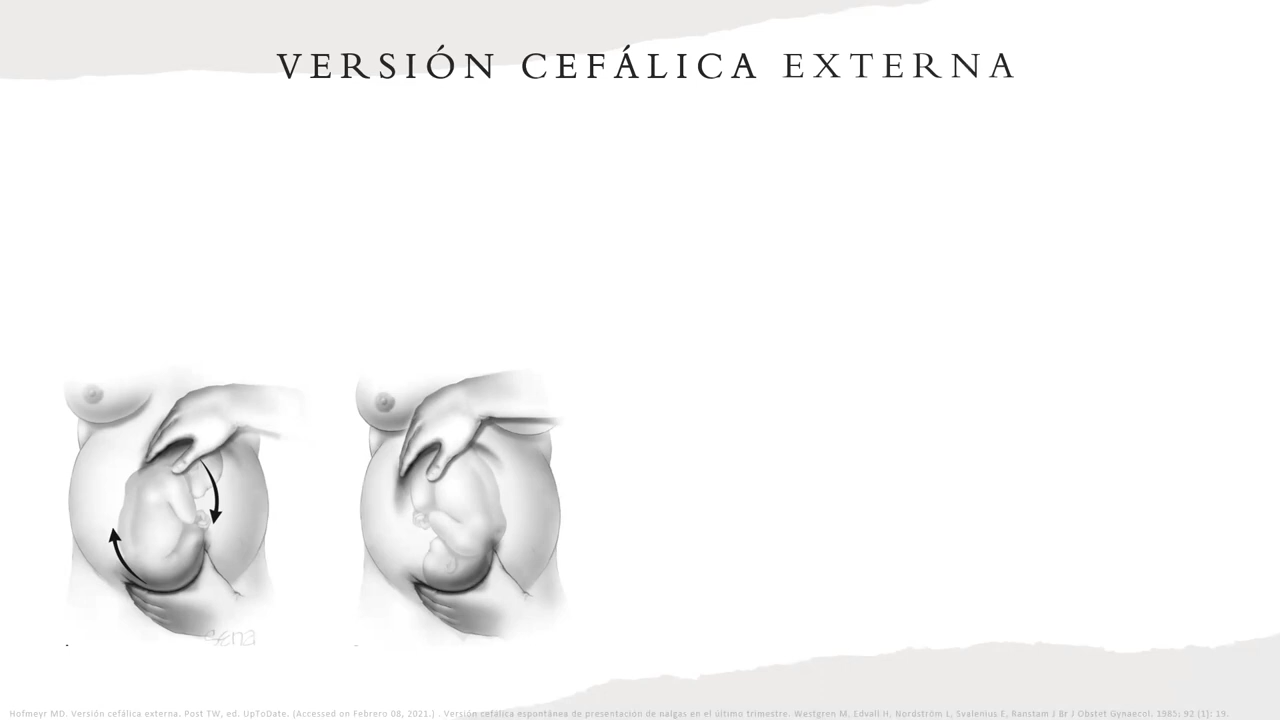 VERSIÓN CEFÁLICA EXTERNA
Sena
Hofmeyr MD. Versión cefálica externa. Post TW, ed. UpToDate. (Accessed on Febrero 08, 2021.) . Versión cefálica espontánea de presentación de nalgas en el último trimestre. Westgren M, Edvall H, Nordström L, Svalenius E, Ranstam J Br J Obstet Gynaecol. 1985; 92 (1): 19.